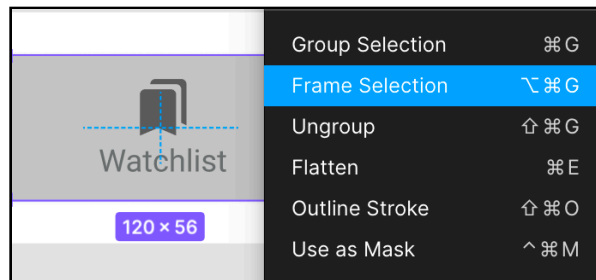 Group Selection ⌘G
Frame Selection ⌥⌘G
Ungroup ⇧⌘G
Flatten ⌘E
Outline Stroke ⇧⌘O
Use as Mask ^⌘M
Watchlist
120 × 56